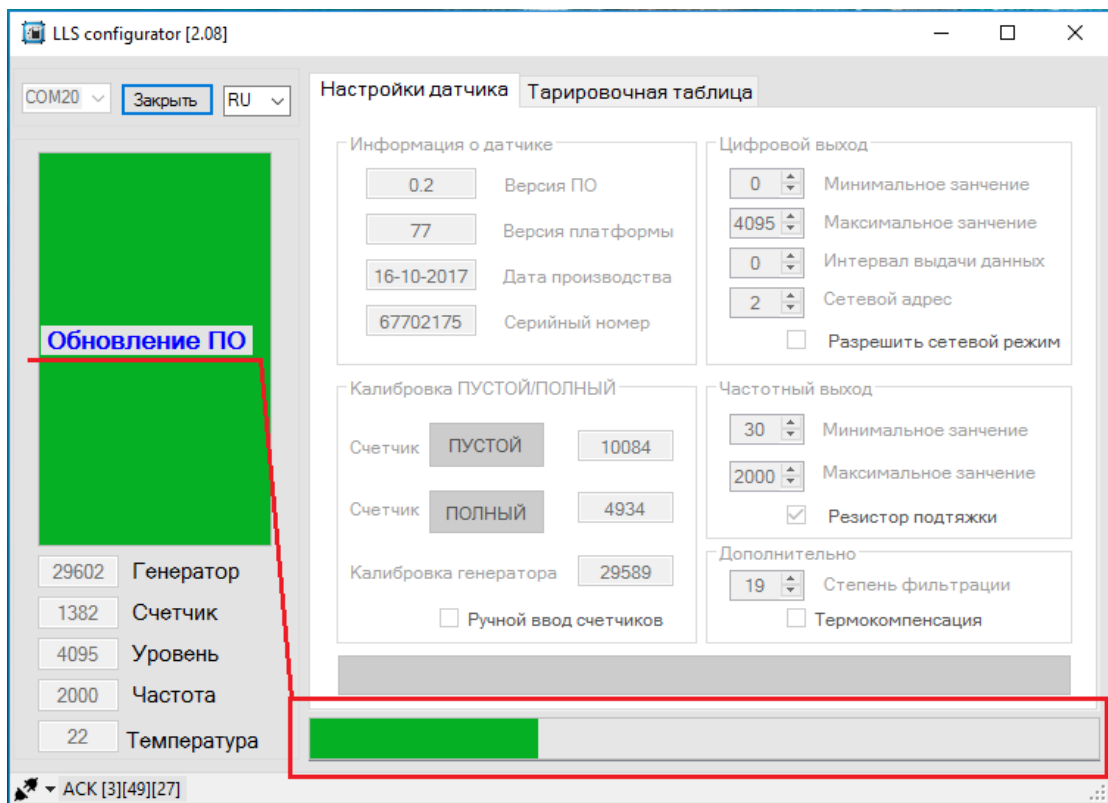 LLS configurator [2.08]
COM20 Закрыть RU
Настройки датчика Тарировочная таблица
Обновление ПО
29602 Генератор
1382 Счетчик
4095 Уровень
2000 Частота
22 Температура
Информация о датчике
0.2 Версия ПО
77 Версия платформы
16-10-2017 Дата производства
67702175 Серийный номер
Калибровка ПУСТОЙ/ПОЛНЫЙ
Счетчик ПУСТОЙ 10084
Счетчик ПОЛНЫЙ 4934
Калибровка генератора 29589
Ручной ввод счетчиков
Цифровой выход
0 Минимальное занчение
4095 Максимальное занчение
0 Интервал выдачи данных
2 Сетевой адрес
Разрешить сетевой режим
Частотный выход
30 Минимальное занчение
2000 Максимальное занчение
Резистор подтяжки
Дополнительно
19 Степень фильтрации
Термокомпенсация
ACK [3][49][27]